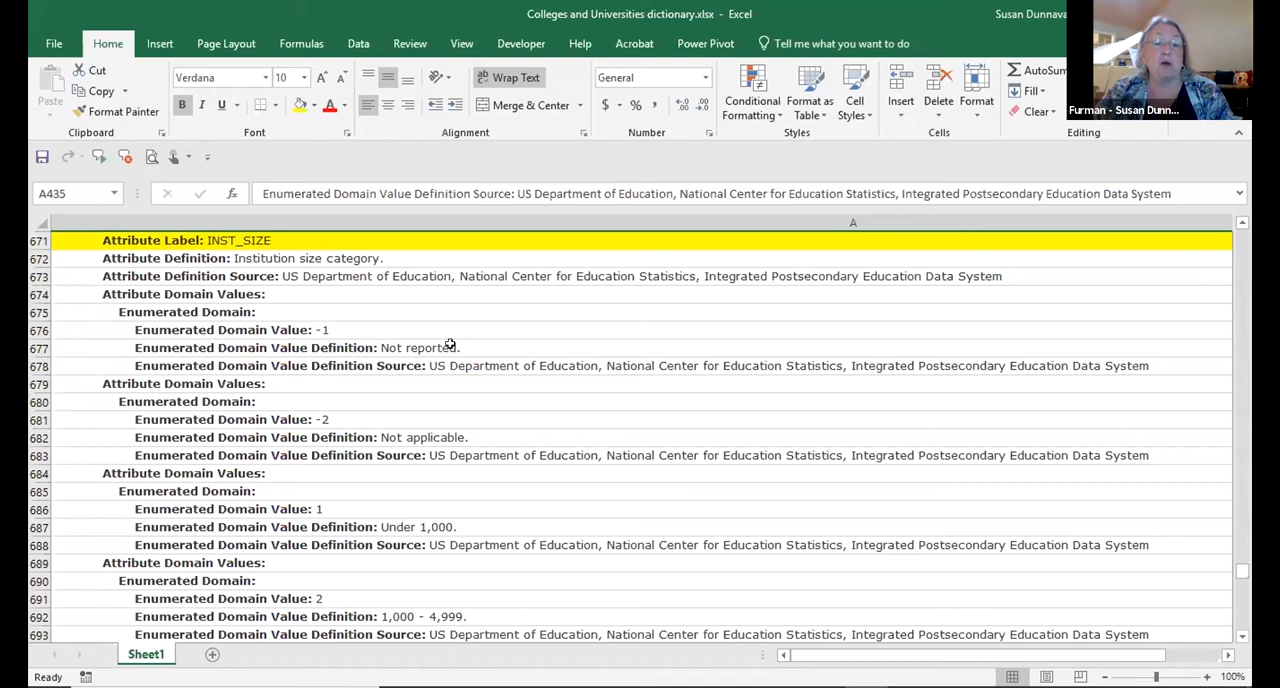 Colleges and Universities dictionary.xlsx - Excel
Susan Dunnava
File Home Insert Page Layout Formulas Data Review View Developer Help Acrobat Power Pivot Tell me what you want to do
Paste
Cut
Copy
Format Painter
Clipboard
Verdana 10
B I U
Font
Wrap Text
Merge & Center
Alignment
General
$ % ,
Number
Conditional Formatting
Format as Table
Cell Styles
Styles
Insert
Delete
Format
Cells
AutoSum
Fill
Clear
Editing
Furman - Susan Dunn...
A435
fx
Enumerated Domain Value Definition Source: US Department of Education, National Center for Education Statistics, Integrated Postsecondary Education Data System
A
671 Attribute Label: INST_SIZE
672 Attribute Definition: Institution size category.
673 Attribute Definition Source: US Department of Education, National Center for Education Statistics, Integrated Postsecondary Education Data System
674 Attribute Domain Values:
675 Enumerated Domain:
676 Enumerated Domain Value: -1
677 Enumerated Domain Value Definition: Not reported.
678 Enumerated Domain Value Definition Source: US Department of Education, National Center for Education Statistics, Integrated Postsecondary Education Data System
679 Attribute Domain Values:
680 Enumerated Domain:
681 Enumerated Domain Value: -2
682 Enumerated Domain Value Definition: Not applicable.
683 Enumerated Domain Value Definition Source: US Department of Education, National Center for Education Statistics, Integrated Postsecondary Education Data System
684 Attribute Domain Values:
685 Enumerated Domain:
686 Enumerated Domain Value: 1
687 Enumerated Domain Value Definition: Under 1,000.
688 Enumerated Domain Value Definition Source: US Department of Education, National Center for Education Statistics, Integrated Postsecondary Education Data System
689 Attribute Domain Values:
690 Enumerated Domain:
691 Enumerated Domain Value: 2
692 Enumerated Domain Value Definition: 1,000 - 4,999.
693 Enumerated Domain Value Definition Source: US Department of Education, National Center for Education Statistics, Integrated Postsecondary Education Data System
Sheet1
Ready
100%